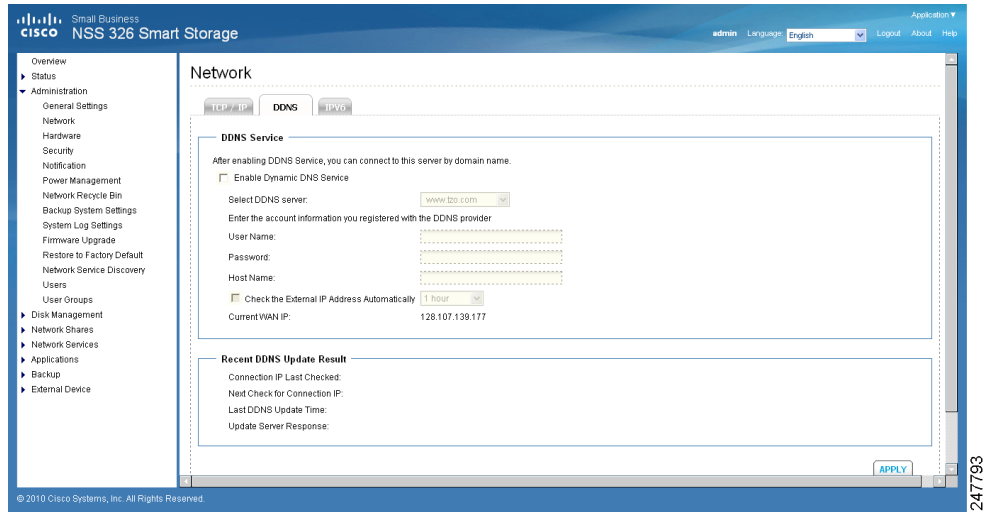 Small Business
cisco NSS 326 Smart Storage
Application
admin Language: English Logout About Help
Overview
Status
Administration
General Settings
Network
Hardware
Security
Notification
Power Management
Network Recycle Bin
Backup System Settings
System Log Settings
Firmware Upgrade
Restore to Factory Default
Network Service Discovery
Users
User Groups
Disk Management
Network Shares
Network Services
Applications
Backup
External Device
Network
TCP / IP DDNS IPV6
DDNS Service
After enabling DDNS Service, you can connect to this server by domain name.
Enable Dynamic DNS Service
Select DDNS server: www.tzo.com
Enter the account information you registered with the DDNS provider
User Name:
Password:
Host Name:
Check the External IP Address Automatically 1 hour
Current WAN IP: 128.107.139.177
Recent DDNS Update Result
Connection IP Last Checked:
Next Check for Connection IP:
Last DDNS Update Time:
Update Server Response:
APPLY
© 2010 Cisco Systems, Inc. All Rights Reserved.
247793